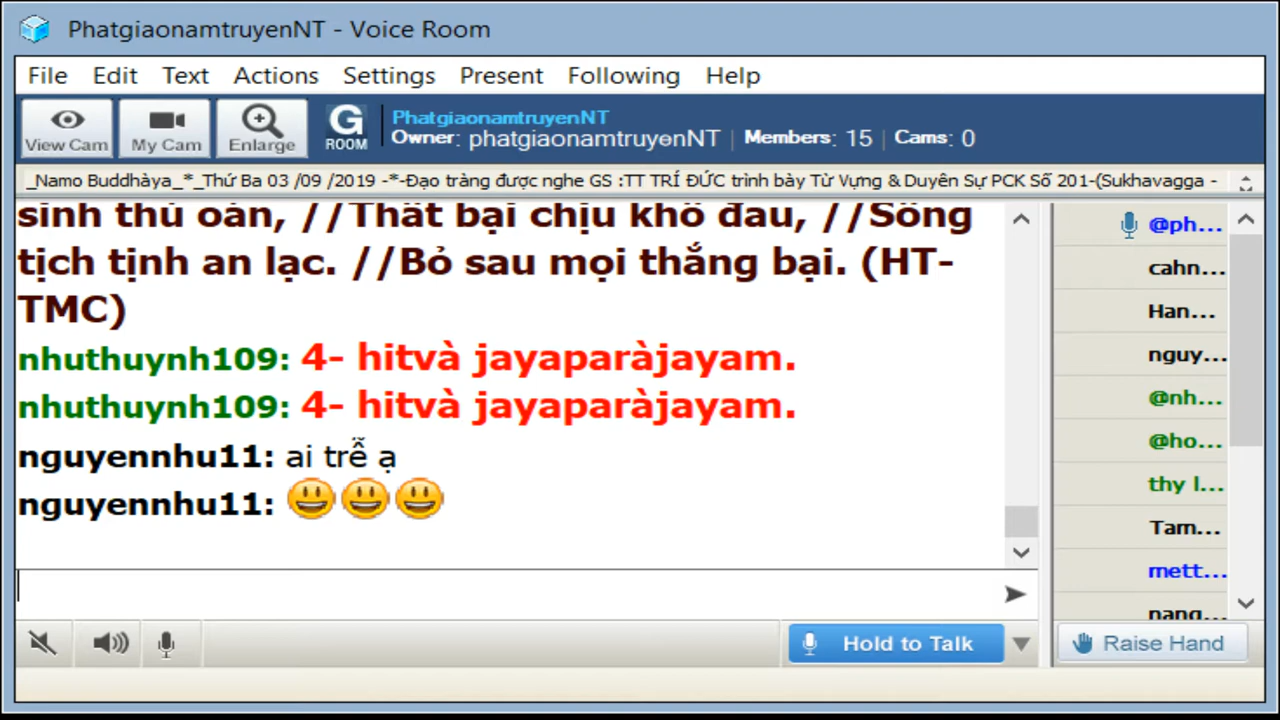 PhatgiaonamtruyenNT - Voice Room
File Edit Text Actions Settings Present Following Help
View Cam My Cam Enlarge G ROOM
PhatgiaonamtruyenNT
Owner: phatgiaonamtruyenNT | Members: 15 | Cams: 0
_Namo Buddhàya_*_Thứ Ba 03 /09 /2019 -*-Đạo tràng được nghe GS :TT TRÍ ĐỨC trình bày Từ Vựng & Duyên Sự PCK Số 201-(Sukhavagga -
sinh thù oán, //Thất bại chịu khổ đau, //Sống
tịch tịnh an lạc. //Bỏ sau mọi thắng bại. (HT-
TMC)
nhuthuynh109: 4- hitvà jayaparàjayam.
nhuthuynh109: 4- hitvà jayaparàjayam.
nguyennhu11: ai trễ ạ
nguyennhu11: 😃😃😃
@ph...
cahn...
Han...
nguy...
@nh...
@ho...
thy l...
Tam...
mett...
nang...
Hold to Talk
Raise Hand